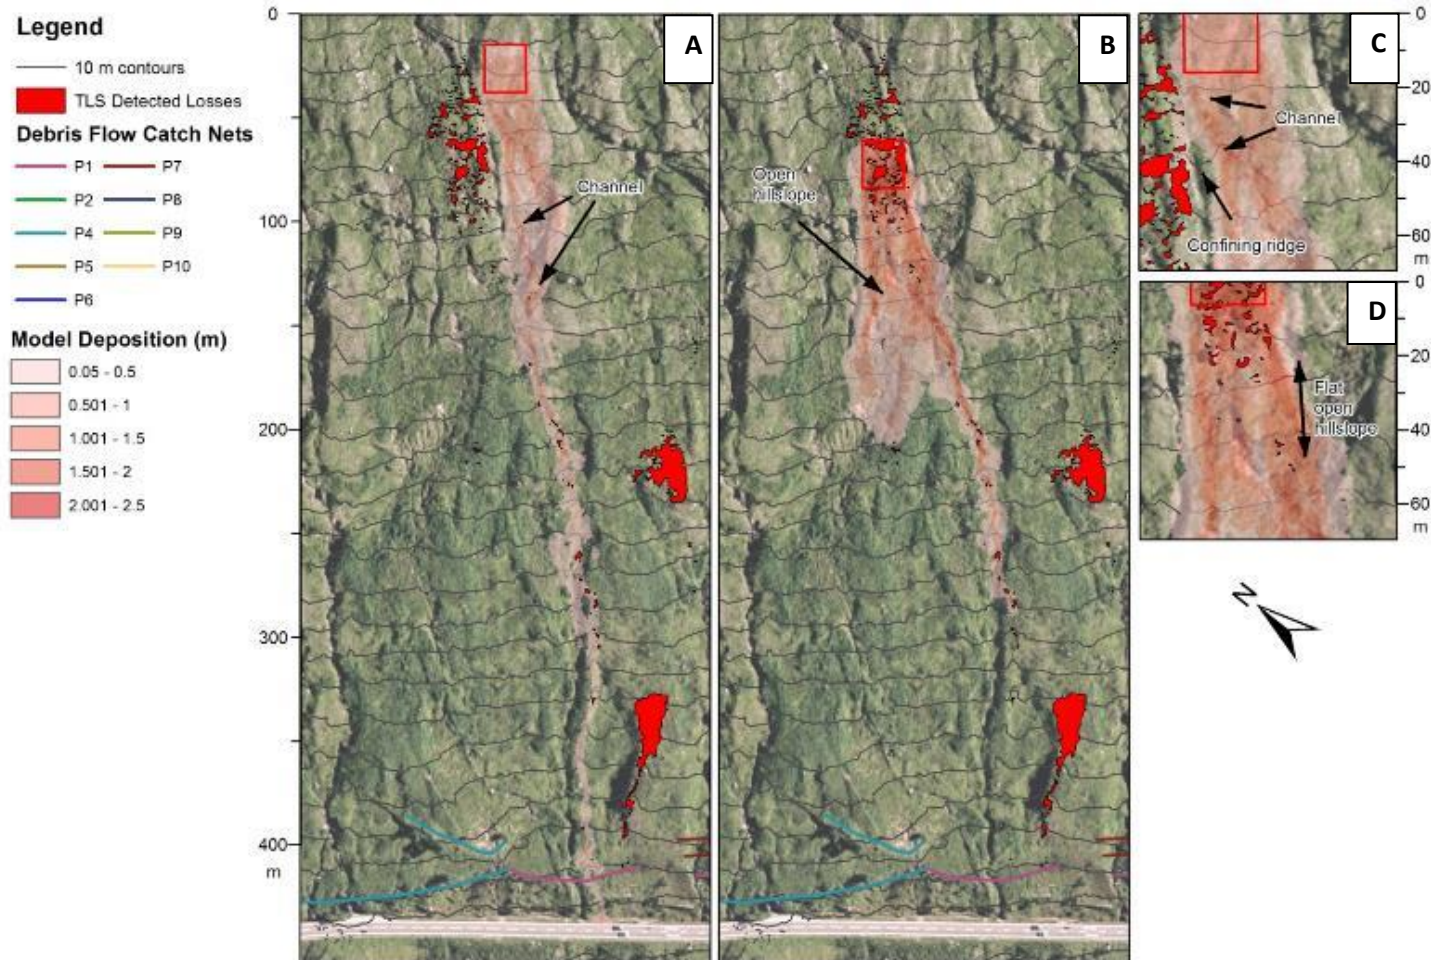 Legend
10 m contours
TLS Detected Losses
Debris Flow Catch Nets
P1 P7
P2 P8
P4 P9
P5 P10
P6
Model Deposition (m)
0.05 - 0.5
0.501 - 1
1.001 - 1.5
1.501 - 2
2.001 - 2.5
0
100
200
300
400
m
A
Channel
B
Open
hillslope
C
Channel
Confining ridge
0
20
40
60
m
D
Flat
open
hillslope
0
20
40
60
m
N